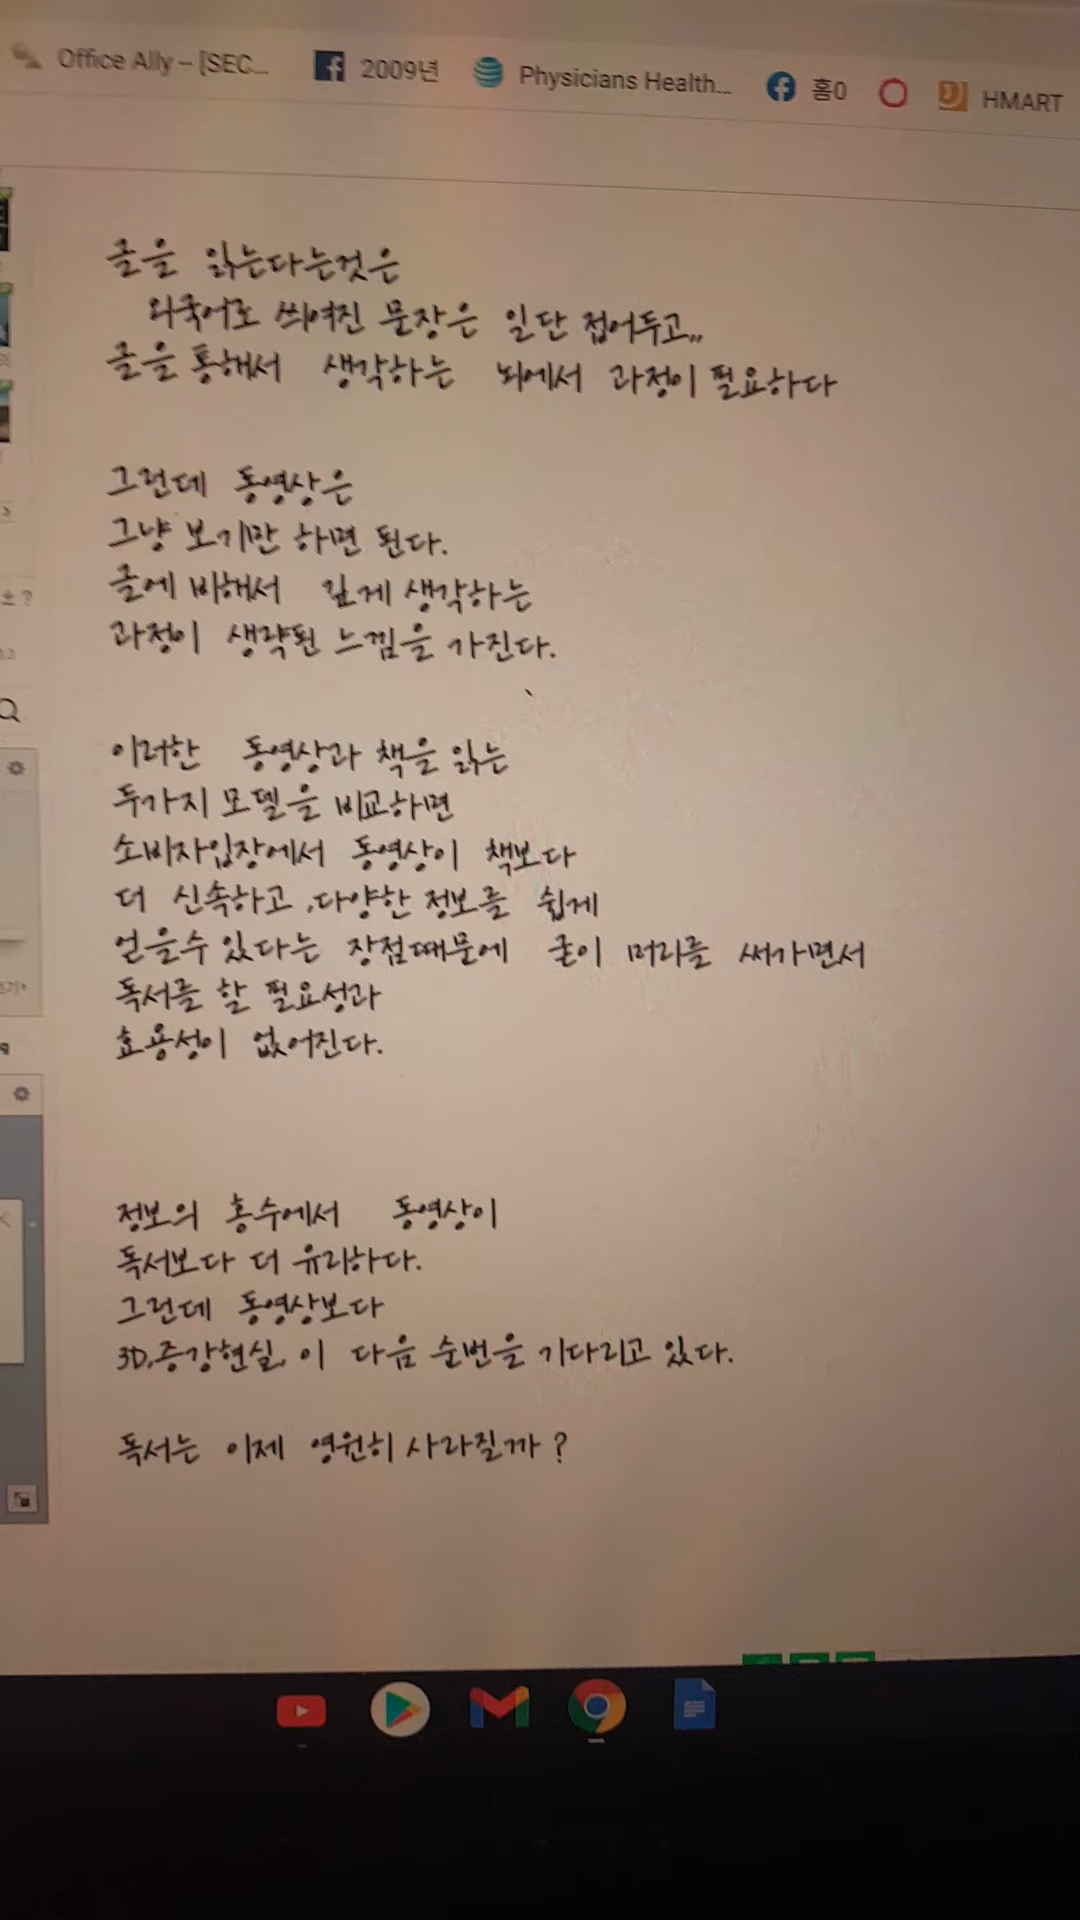 Office Ally – [SEC...
2009년
Physicians Health...
홈0
HMART
글을 읽는다는것은
외국어로 씌여진 문장은 일단 접어두고,,
글을 통해서 생각하는 뇌에서 과정이 필요하다
그런데 동영상은
그냥 보기만 하면 된다.
글에 비해서 깊게 생각하는
과정이 생략된 느낌을 가진다.
이러한 동영상과 책을 읽는
두가지 모델을 비교하면
소비자입장에서 동영상이 책보다
더 신속하고,다양한 정보를 쉽게
얻을수 있다는 장점때문에 굳이 머리를 써가면서
독서를 할 필요성과
효용성이 없어진다.
정보의 홍수에서 동영상이
독서보다 더 유리하다.
그런데 동영상보다
3D,증강현실, 이 다음 순번을 기다리고 있다.
독서는 이제 영원히 사라질까?